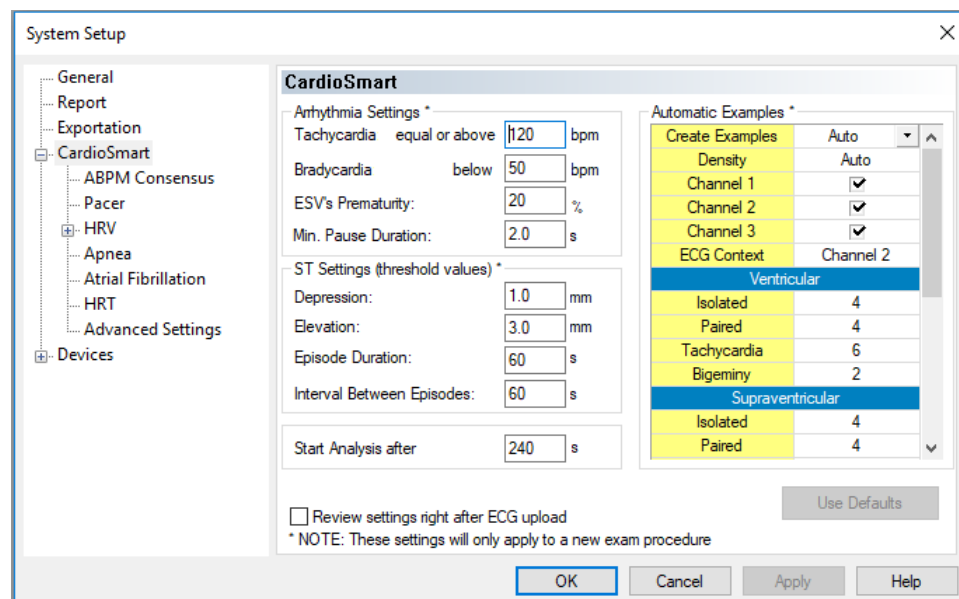 System Setup
General
Report
Exportation
CardioSmart
ABPM Consensus
Pacer
HRV
Apnea
Atrial Fibrillation
HRT
Advanced Settings
Devices
CardioSmart
Arrhythmia Settings *
Tachycardia equal or above 120 bpm
Bradycardia below 50 bpm
ESV's Prematurity: 20 %
Min. Pause Duration: 2.0 s
ST Settings (threshold values) *
Depression: 1.0 mm
Elevation: 3.0 mm
Episode Duration: 60 s
Interval Between Episodes: 60 s
Start Analysis after 240 s
Automatic Examples *
Create Examples Auto
Density Auto
Channel 1
Channel 2
Channel 3
ECG Context Channel 2
Ventricular
Isolated 4
Paired 4
Tachycardia 6
Bigeminy 2
Supraventricular
Isolated 4
Paired 4
Use Defaults
Review settings right after ECG upload
* NOTE: These settings will only apply to a new exam procedure
OK Cancel Apply Help